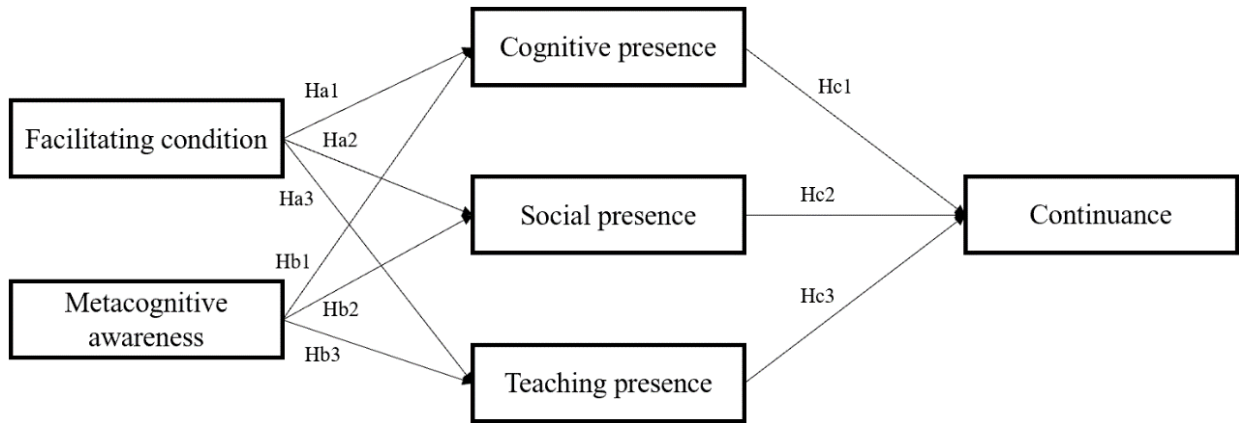 Cognitive presence
Ha1
Hc1
Facilitating condition
Ha2
Ha3
Social presence
Hc2
Continuance
Hb1
Metacognitive
awareness
Hb2
Hc3
Hb3
Teaching presence